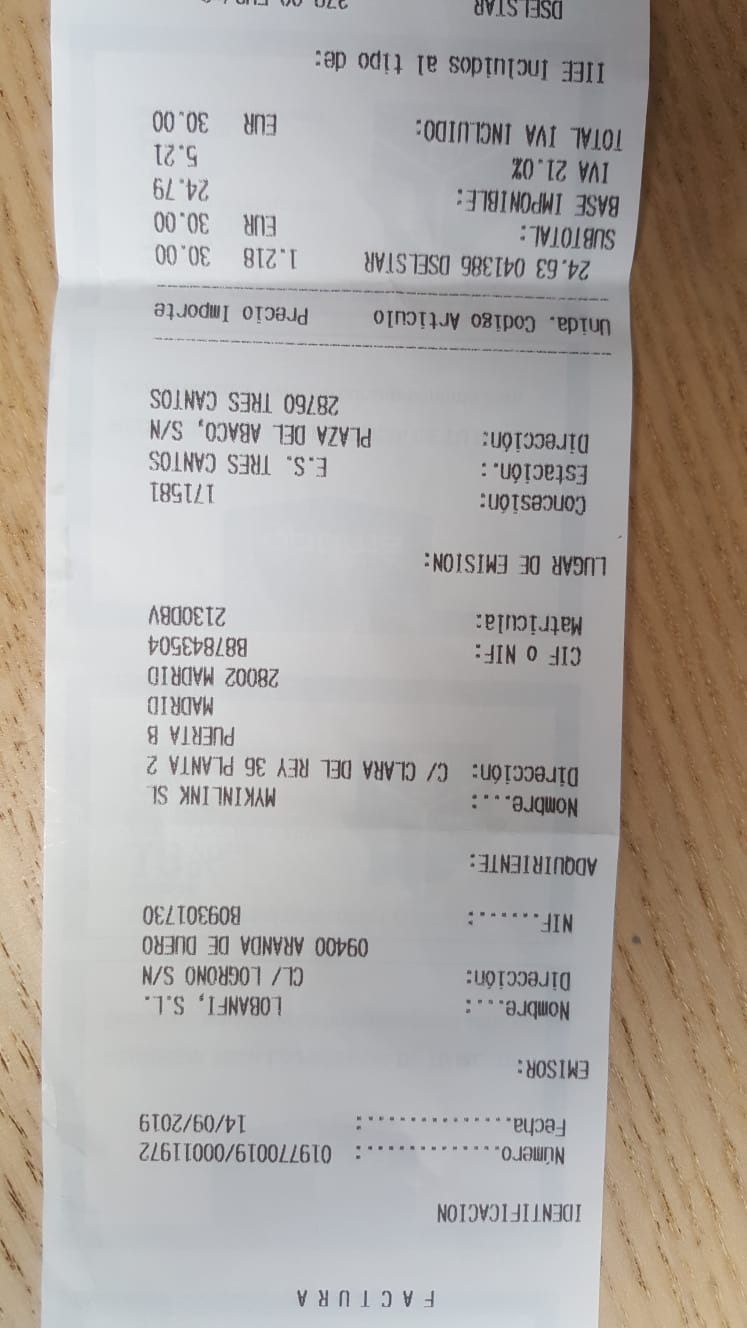 FACTURA
IDENTIFICACION
Número...............: 019770019/00011972
Fecha................: 14/09/2019
EMISOR:
Nombre...: LOBANFI, S.L.
Dirección: CL/ LOGRONO S/N
09400 ARANDA DE DUERO
NIF.......: B09301730
ADQUIRIENTE:
Nombre...: MYKINLINK SL
Dirección: C/ CLARA DEL REY 36 PLANTA 2
PUERTA B
MADRID
28002 MADRID
CIF o NIF: B87843504
Matricula: 2130DBV
LUGAR DE EMISION:
Concesión: 171581
Estación.: E.S. TRES CANTOS
Dirección: PLAZA DEL ABACO, S/N
28760 TRES CANTOS
Unida. Codigo Articulo Precio Importe
24.63 041386 DSELSTAR 1.218 30.00
SUBTOTAL: EUR 30.00
BASE IMPONIBLE: 24.79
IVA 21.0% 5.21
TOTAL IVA INCLUIDO: EUR 30.00
IIEE Incluidos al tipo de:
DSELSTAR